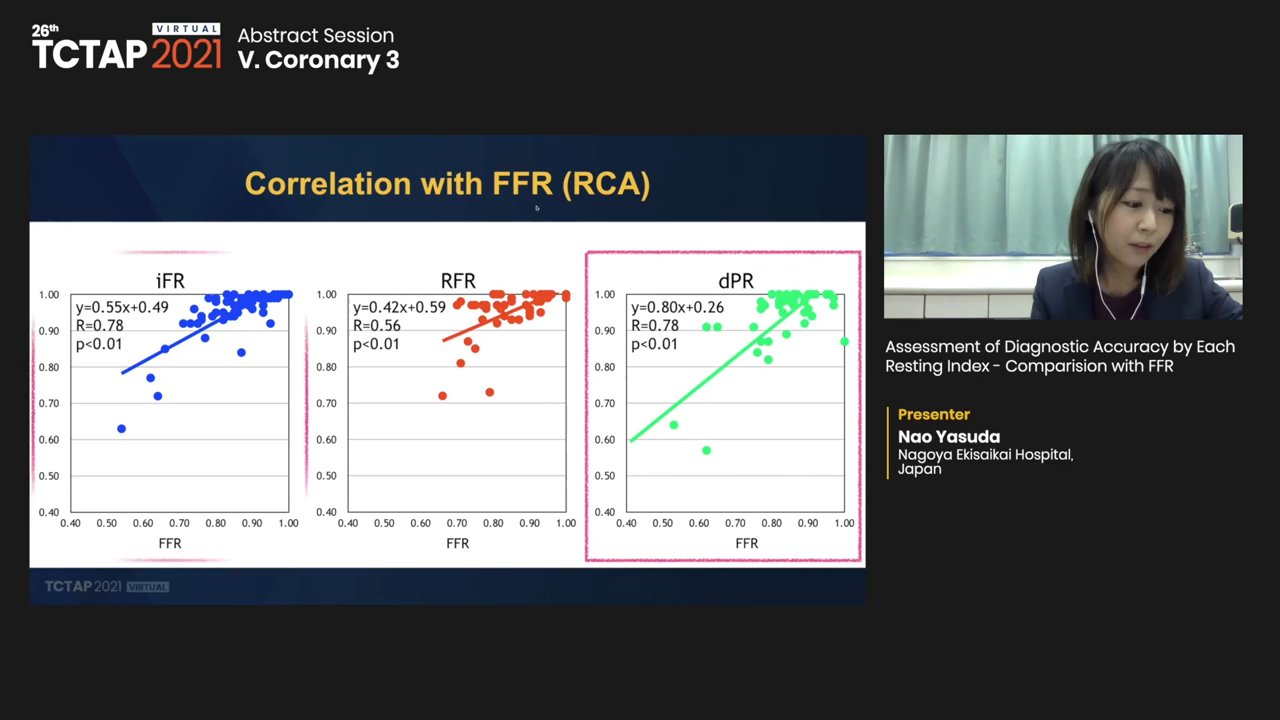 26th
VIRTUAL
TCTAP 2021
Abstract Session
V. Coronary 3
Correlation with FFR (RCA)
iFR
y=0.55x+0.49
R=0.78
p<0.01
1.00
0.90
0.80
0.70
0.60
0.50
0.40
0.40 0.50 0.60 0.70 0.80 0.90 1.00
FFR
RFR
y=0.42x+0.59
R=0.56
p<0.01
1.00
0.90
0.80
0.70
0.60
0.50
0.40
0.40 0.50 0.60 0.70 0.80 0.90 1.00
FFR
dPR
y=0.80x+0.26
R=0.78
p<0.01
1.00
0.90
0.80
0.70
0.60
0.50
0.40
0.40 0.50 0.60 0.70 0.80 0.90 1.00
FFR
TCTAP 2021 VIRTUAL
Assessment of Diagnostic Accuracy by Each
Resting Index - Comparision with FFR
Presenter
Nao Yasuda
Nagoya Ekisaikai Hospital,
Japan